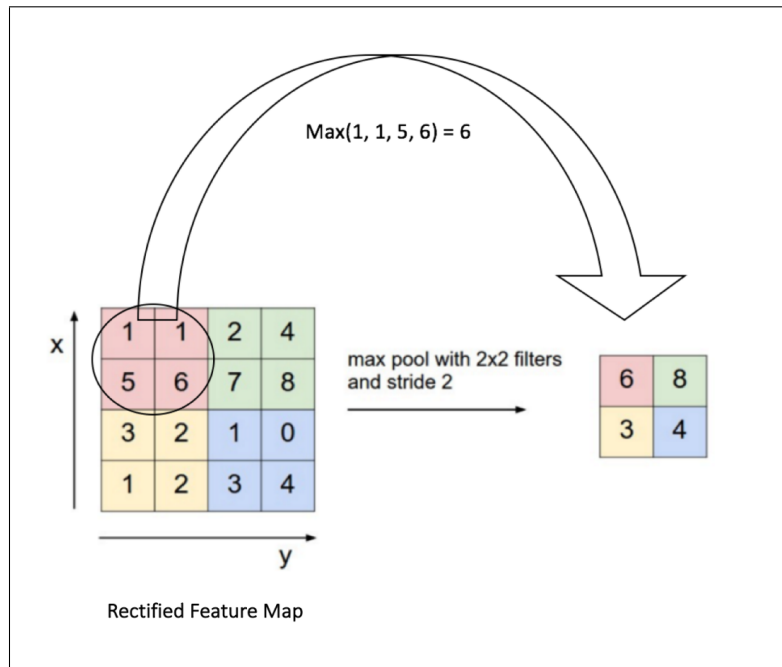 Max(1, 1, 5, 6) = 6
x
1 1 2 4
5 6 7 8
3 2 1 0
1 2 3 4
y
Rectified Feature Map
max pool with 2x2 filters
and stride 2
6 8
3 4